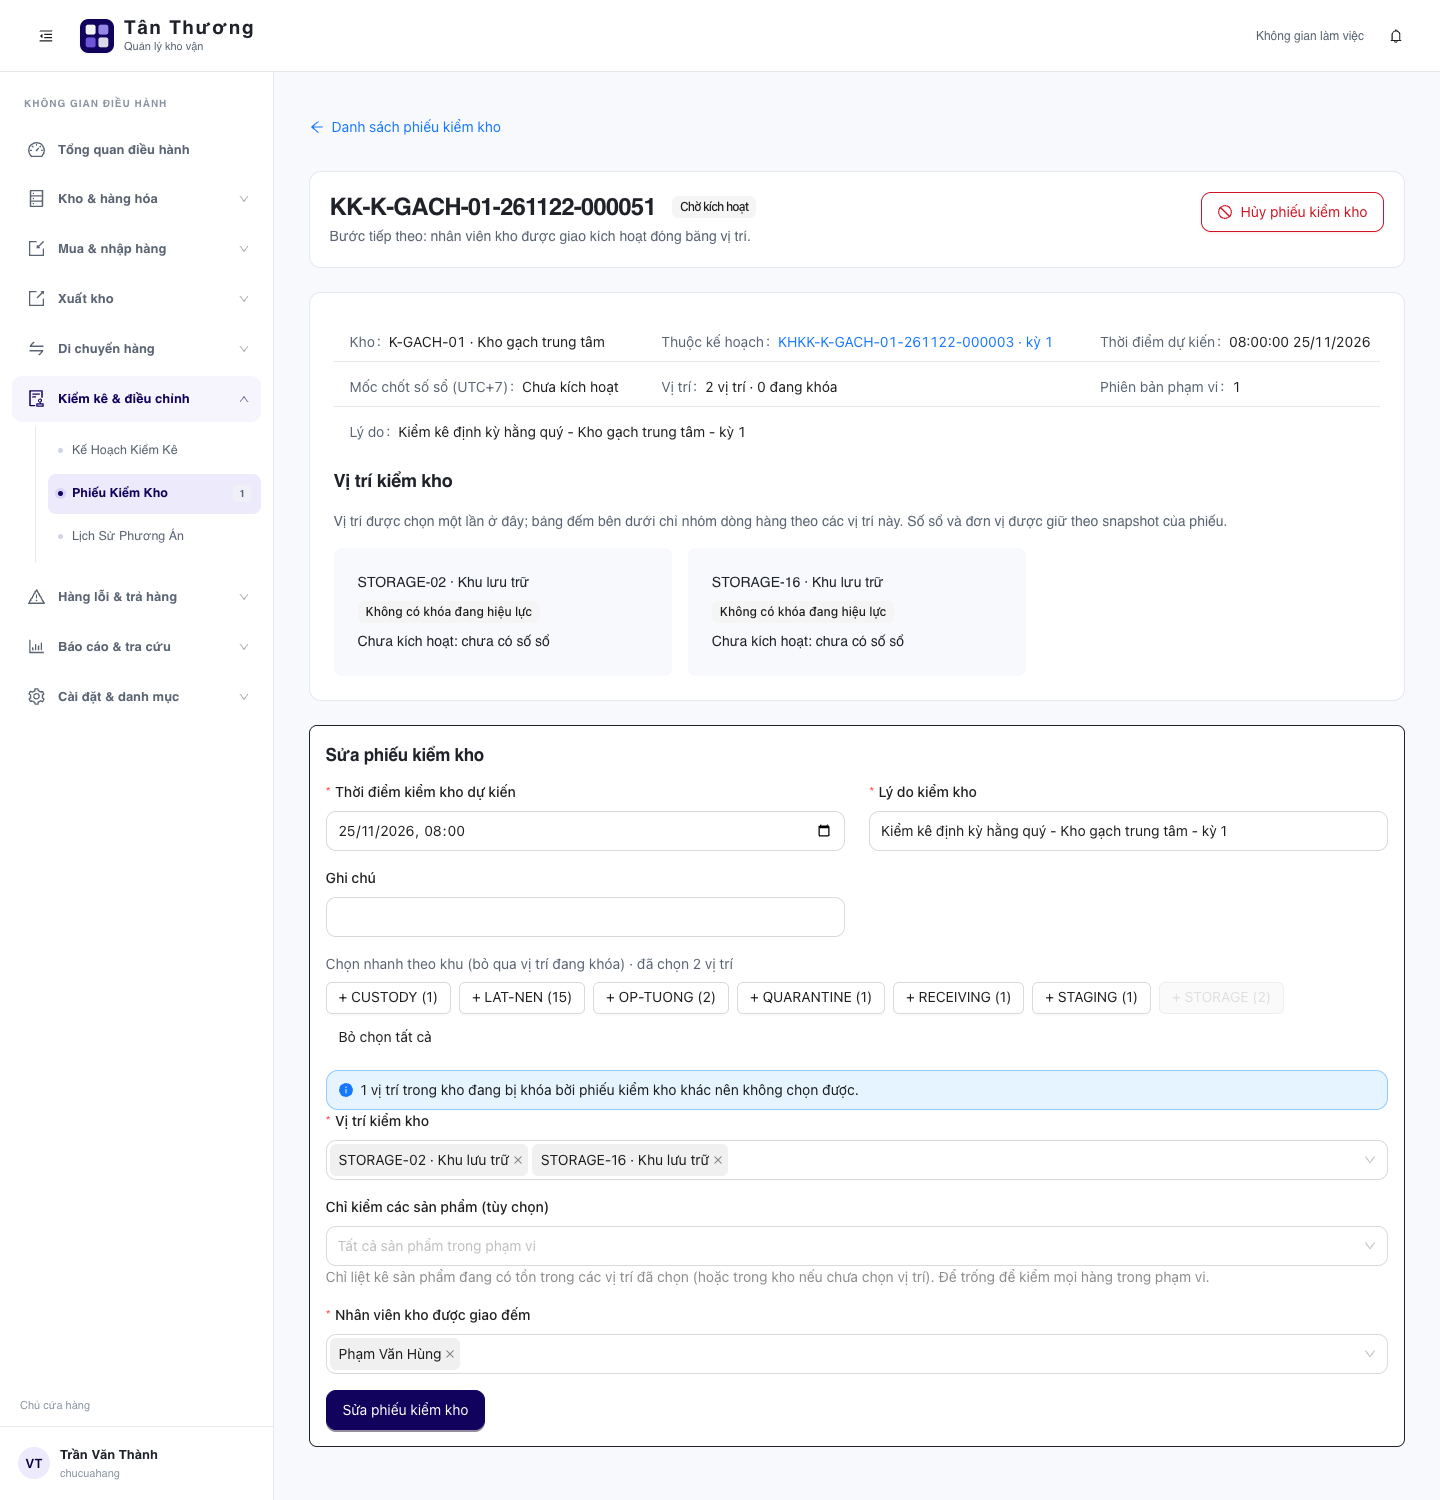 Tân Thương
Quản lý kho vận
Không gian làm việc
KHÔNG GIAN ĐIỀU HÀNH
Tổng quan điều hành
Kho & hàng hóa
Mua & nhập hàng
Xuất kho
Di chuyển hàng
Kiểm kê & điều chỉnh
Kế Hoạch Kiểm Kê
Phiếu Kiểm Kho 1
Lịch Sử Phương Án
Hàng lỗi & trả hàng
Báo cáo & tra cứu
Cài đặt & danh mục
Chủ cửa hàng
VT
Trần Văn Thành
chucuahang
Danh sách phiếu kiểm kho
KK-K-GACH-01-261122-000051 Chờ kích hoạt
Hủy phiếu kiểm kho
Bước tiếp theo: nhân viên kho được giao kích hoạt đóng băng vị trí.
Kho: K-GACH-01 · Kho gạch trung tâm Thuộc kế hoạch: KHKK-K-GACH-01-261122-000003 · kỳ 1 Thời điểm dự kiến: 08:00:00 25/11/2026
Mốc chốt số sổ (UTC+7): Chưa kích hoạt Vị trí: 2 vị trí · 0 đang khóa Phiên bản phạm vi: 1
Lý do: Kiểm kê định kỳ hằng quý - Kho gạch trung tâm - kỳ 1
Vị trí kiểm kho
Vị trí được chọn một lần ở đây; bảng đếm bên dưới chỉ nhóm dòng hàng theo các vị trí này. Số sổ và đơn vị được giữ theo snapshot của phiếu.
STORAGE-02 · Khu lưu trữ
Không có khóa đang hiệu lực
Chưa kích hoạt: chưa có số sổ
STORAGE-16 · Khu lưu trữ
Không có khóa đang hiệu lực
Chưa kích hoạt: chưa có số sổ
Sửa phiếu kiểm kho
* Thời điểm kiểm kho dự kiến
25/11/2026, 08:00
* Lý do kiểm kho
Kiểm kê định kỳ hằng quý - Kho gạch trung tâm - kỳ 1
Ghi chú
Chọn nhanh theo khu (bỏ qua vị trí đang khóa) · đã chọn 2 vị trí
+ CUSTODY (1) + LAT-NEN (15) + OP-TUONG (2) + QUARANTINE (1) + RECEIVING (1) + STAGING (1) + STORAGE (2)
Bỏ chọn tất cả
1 vị trí trong kho đang bị khóa bởi phiếu kiểm kho khác nên không chọn được.
* Vị trí kiểm kho
STORAGE-02 · Khu lưu trữ STORAGE-16 · Khu lưu trữ
Chỉ kiểm các sản phẩm (tùy chọn)
Tất cả sản phẩm trong phạm vi
Chỉ liệt kê sản phẩm đang có tồn trong các vị trí đã chọn (hoặc trong kho nếu chưa chọn vị trí). Để trống để kiểm mọi hàng trong phạm vi.
* Nhân viên kho được giao đếm
Phạm Văn Hùng
Sửa phiếu kiểm kho